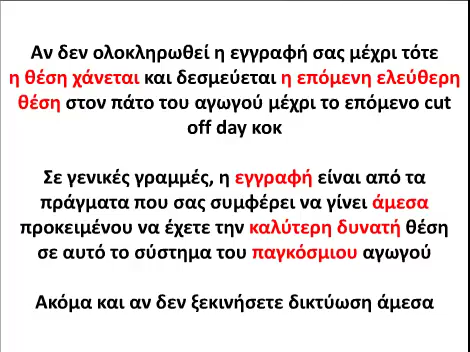 Αν δεν ολοκληρωθεί η εγγραφή σας μέχρι τότε
η θέση χάνεται και δεσμεύεται η επόμενη ελεύθερη
θέση στον πάτο του αγωγού μέχρι το επόμενο cut
off day κοκ
Σε γενικές γραμμές, η εγγραφή είναι από τα
πράγματα που σας συμφέρει να γίνει άμεσα
προκειμένου να έχετε την καλύτερη δυνατή θέση
σε αυτό το σύστημα του παγκόσμιου αγωγού
Ακόμα και αν δεν ξεκινήσετε δικτύωση άμεσα